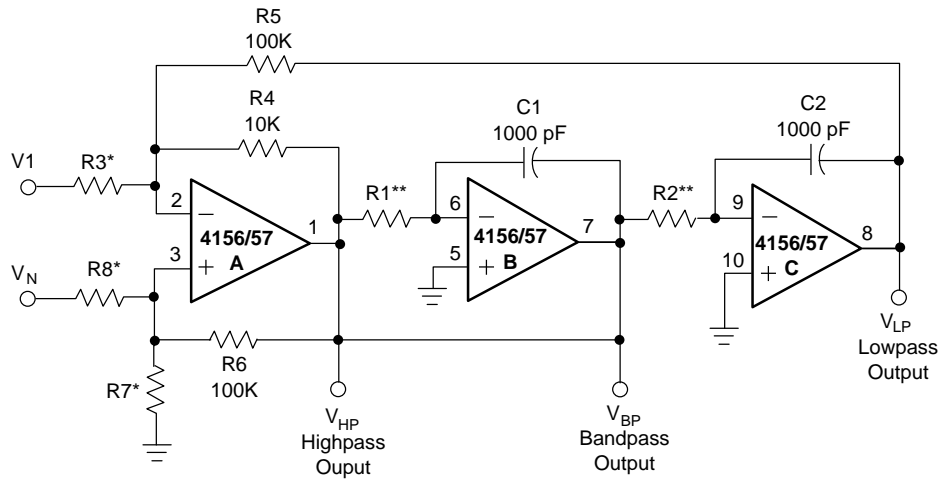 R5
100K
R4
10K
C1
1000 pF
C2
1000 pF
V1
R3*
2
−
1
R1**
6
−
7
R2**
9
−
8
4156/57
A
4156/57
B
4156/57
C
VN
R8*
3
+
5
+
10
+
R6
100K
R7*
VHP
Highpass
Ouput
VBP
Bandpass
Output
VLP
Lowpass
Output